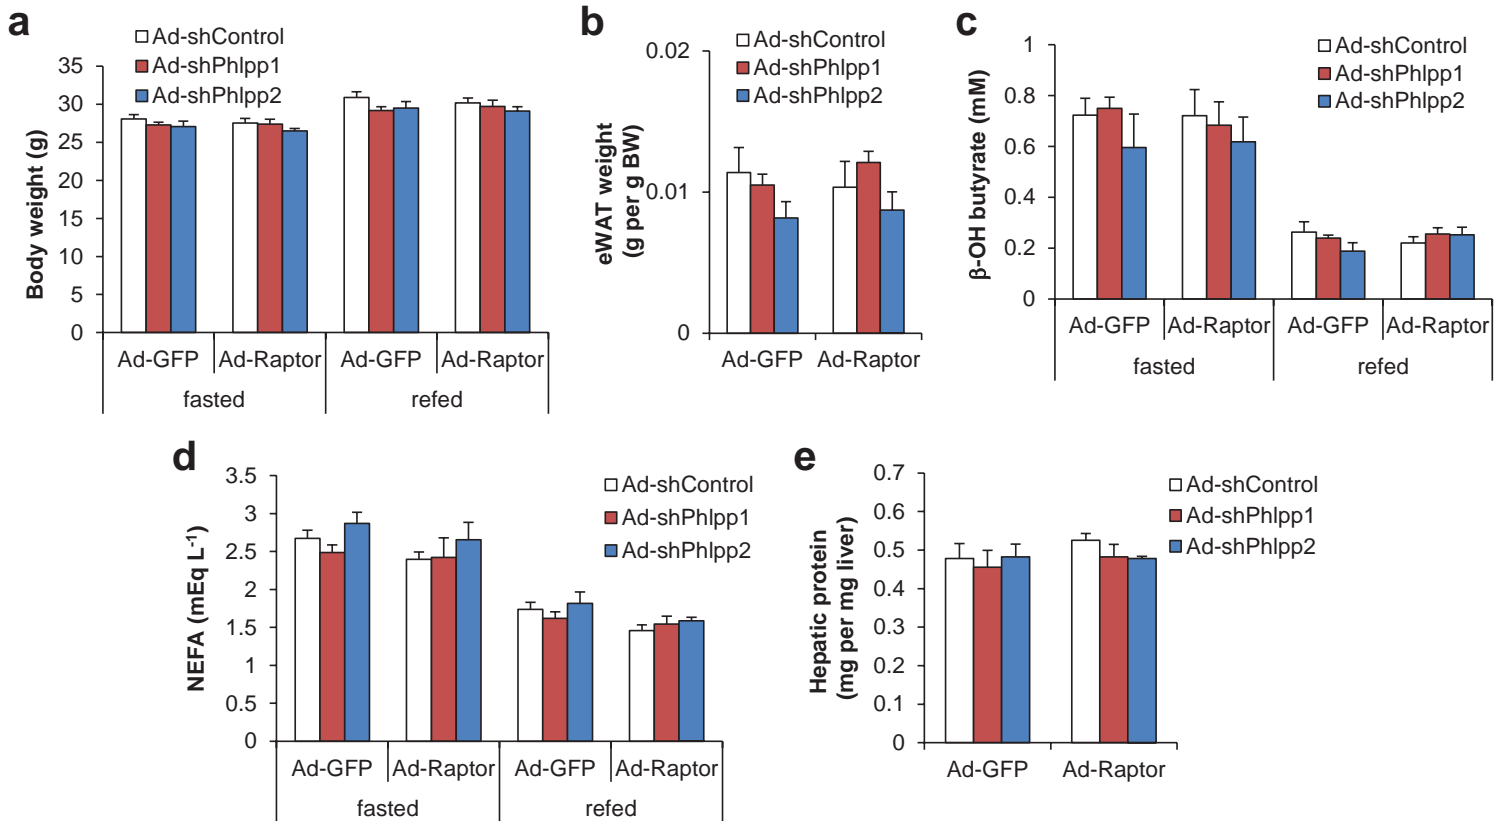 a
Ad-shControl
Ad-shPhlpp1
Ad-shPhlpp2
Body weight (g)
35
30
25
20
15
10
5
0
Ad-GFP Ad-Raptor Ad-GFP Ad-Raptor
fasted refed
b
Ad-shControl
Ad-shPhlpp1
Ad-shPhlpp2
eWAT weight
(g per g BW)
0.02
0.01
0
Ad-GFP Ad-Raptor
c
Ad-shControl
Ad-shPhlpp1
Ad-shPhlpp2
β-OH butyrate (mM)
1
0.8
0.6
0.4
0.2
0
Ad-GFP Ad-Raptor Ad-GFP Ad-Raptor
fasted refed
d
Ad-shControl
Ad-shPhlpp1
Ad-shPhlpp2
NEFA (mEq L⁻¹)
3.5
3
2.5
2
1.5
1
0.5
0
Ad-GFP Ad-Raptor Ad-GFP Ad-Raptor
fasted refed
e
Ad-shControl
Ad-shPhlpp1
Ad-shPhlpp2
Hepatic protein
(mg per mg liver)
0.7
0.6
0.5
0.4
0.3
0.2
0.1
0
Ad-GFP Ad-Raptor